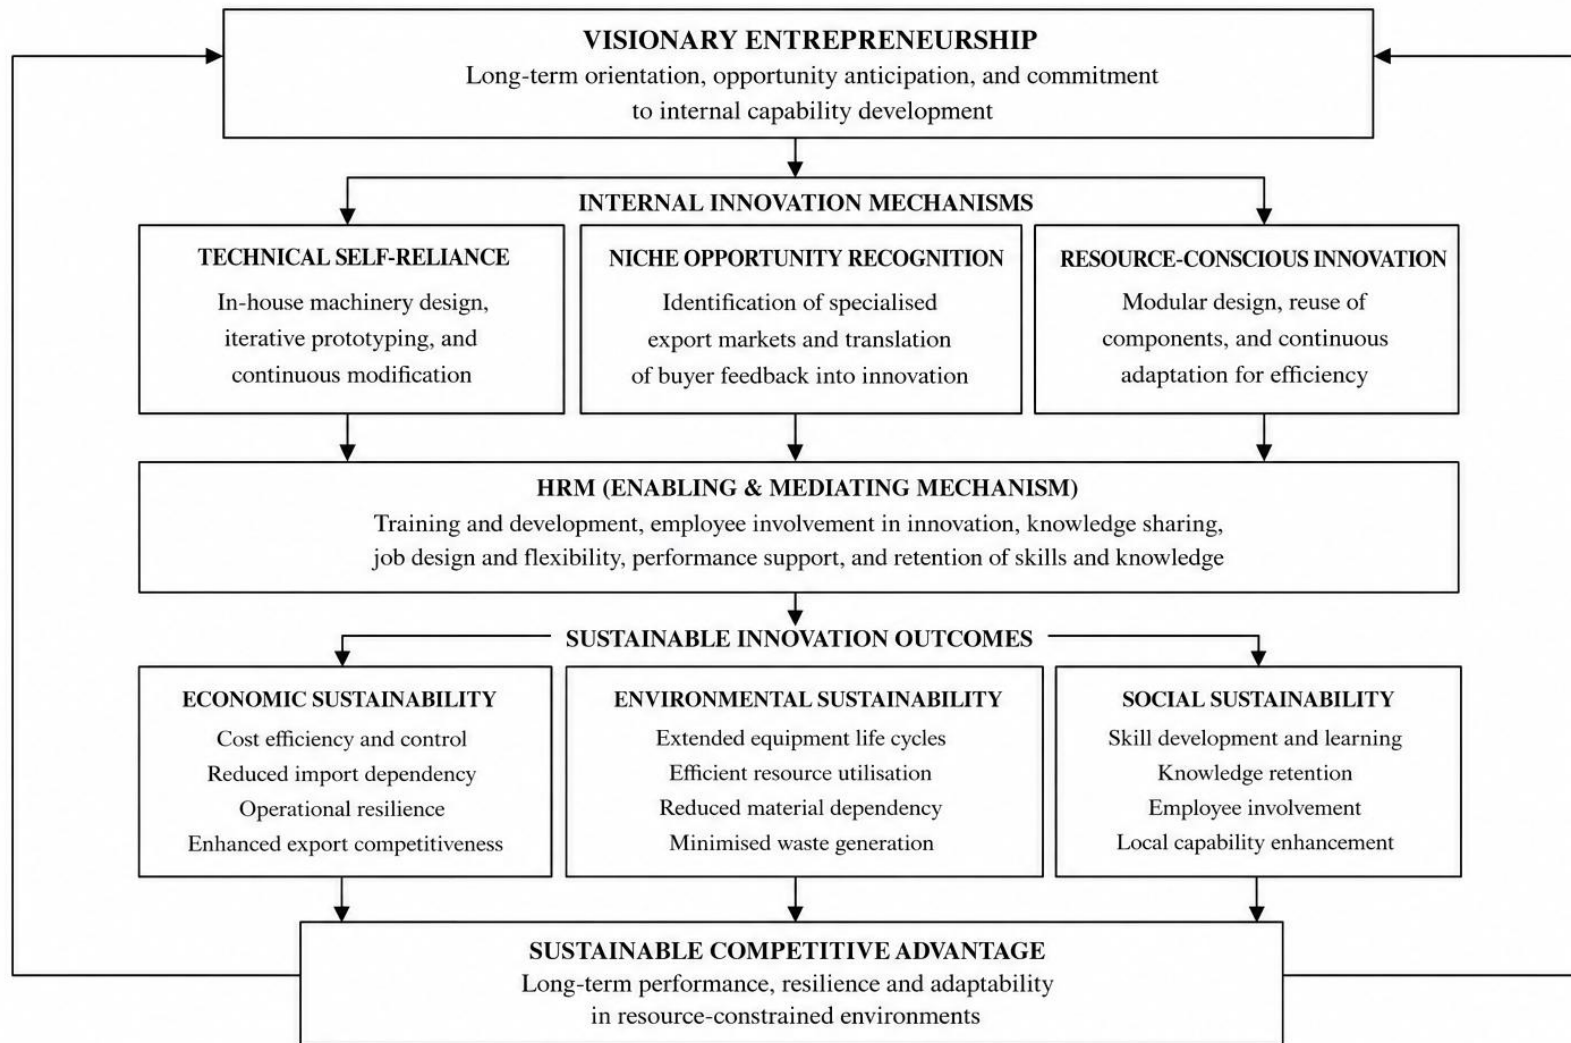 VISIONARY ENTREPRENEURSHIP
Long-term orientation, opportunity anticipation, and commitment
to internal capability development
INTERNAL INNOVATION MECHANISMS
TECHNICAL SELF-RELIANCE
In-house machinery design,
iterative prototyping, and
continuous modification
NICHE OPPORTUNITY RECOGNITION
Identification of specialised
export markets and translation
of buyer feedback into innovation
RESOURCE-CONSCIOUS INNOVATION
Modular design, reuse of
components, and continuous
adaptation for efficiency
HRM (ENABLING & MEDIATING MECHANISM)
Training and development, employee involvement in innovation, knowledge sharing,
job design and flexibility, performance support, and retention of skills and knowledge
SUSTAINABLE INNOVATION OUTCOMES
ECONOMIC SUSTAINABILITY
Cost efficiency and control
Reduced import dependency
Operational resilience
Enhanced export competitiveness
ENVIRONMENTAL SUSTAINABILITY
Extended equipment life cycles
Efficient resource utilisation
Reduced material dependency
Minimised waste generation
SOCIAL SUSTAINABILITY
Skill development and learning
Knowledge retention
Employee involvement
Local capability enhancement
SUSTAINABLE COMPETITIVE ADVANTAGE
Long-term performance, resilience and adaptability
in resource-constrained environments